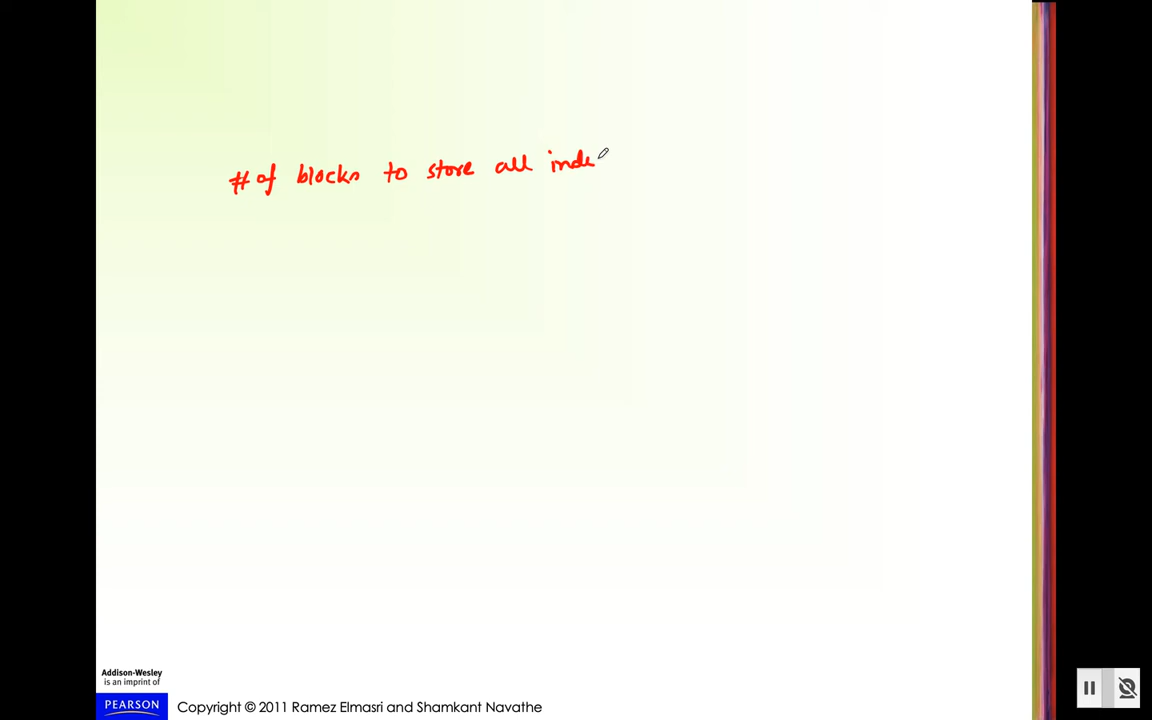 # of blocks to store all inde
Addison-Wesley
is an imprint of
PEARSON
Copyright © 2011 Ramez Elmasri and Shamkant Navathe